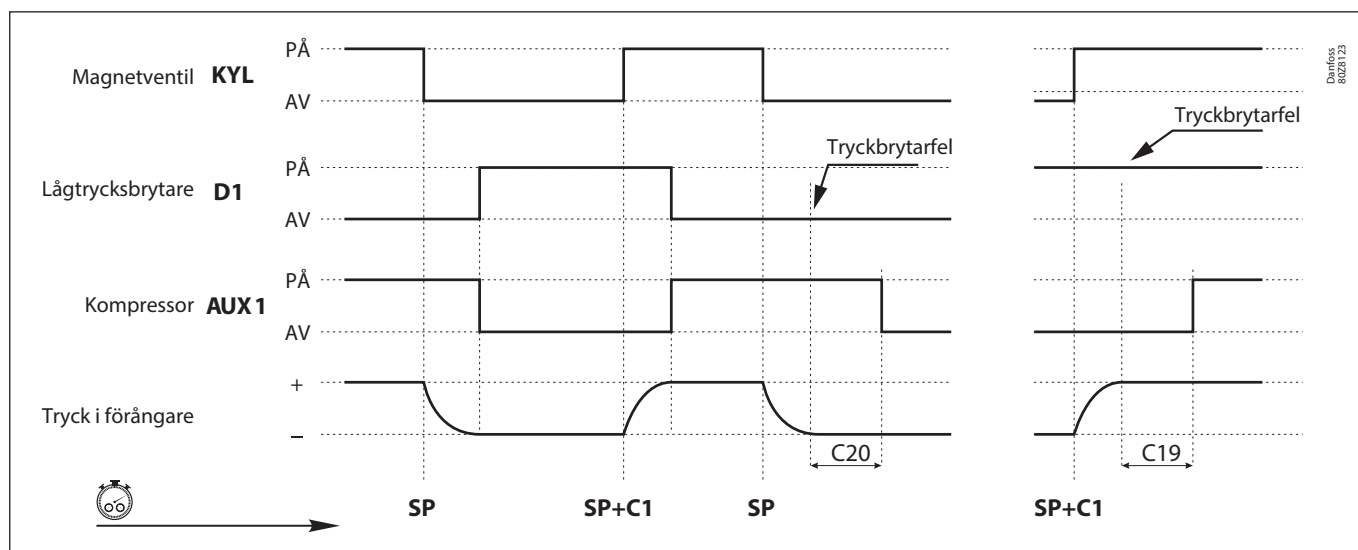 Danfoss
80Z8123
Magnetventil KYL
PÅ
AV
Tryckbrytarfel
Tryckbrytarfel
Lågtrycksbrytare D1
PÅ
AV
Kompressor AUX 1
PÅ
AV
Tryck i förångare
+
–
C20
C19
SP
SP+C1
SP
SP+C1